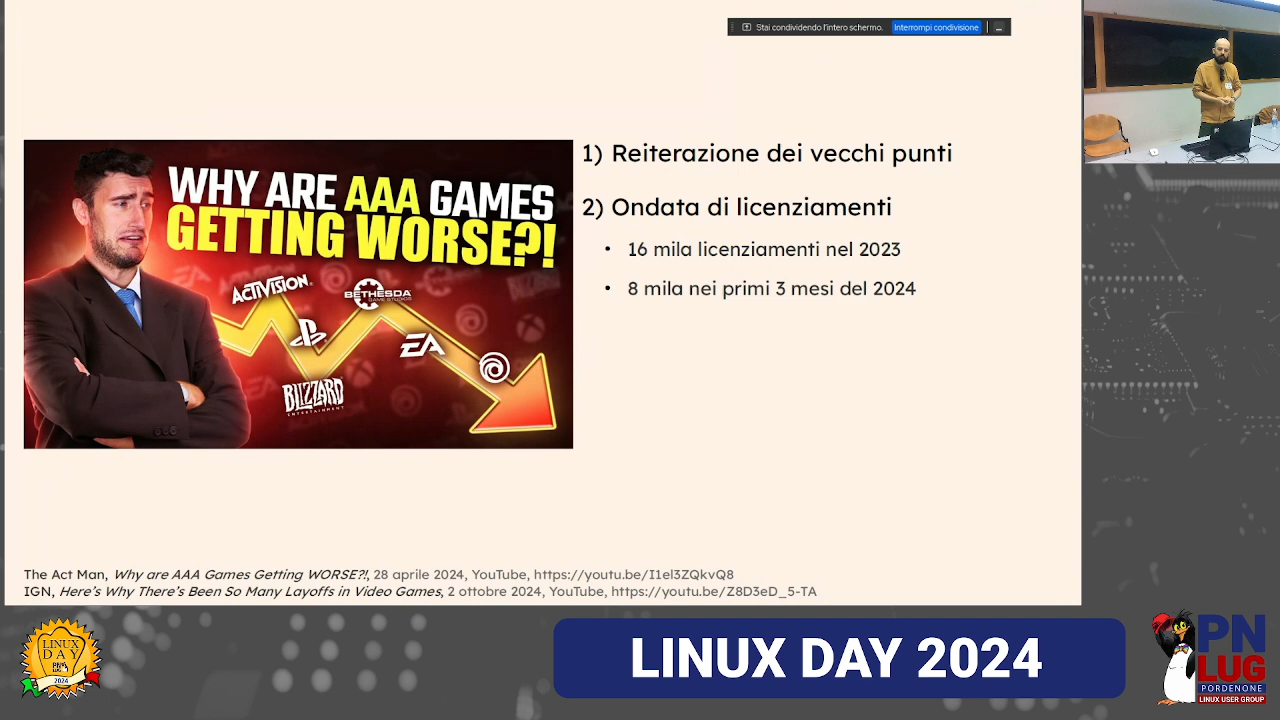 Stai condividendo l'intero schermo. Interrompi condivisione
WHY ARE AAA GAMES
GETTING WORSE?!
ACTIVISION
BETHESDA
GAME STUDIOS
EA
BLIZZARD
ENTERTAINMENT
1) Reiterazione dei vecchi punti
2) Ondata di licenziamenti
• 16 mila licenziamenti nel 2023
• 8 mila nei primi 3 mesi del 2024
The Act Man, Why are AAA Games Getting WORSE?!, 28 aprile 2024, YouTube, https://youtu.be/I1el3ZQkvQ8
IGN, Here's Why There's Been So Many Layoffs in Video Games, 2 ottobre 2024, YouTube, https://youtu.be/Z8D3eD_5-TA
LINUX
DAY
PNLUG
2024
LINUX DAY 2024
PN
LUG
PORDENONE
LINUX USER GROUP